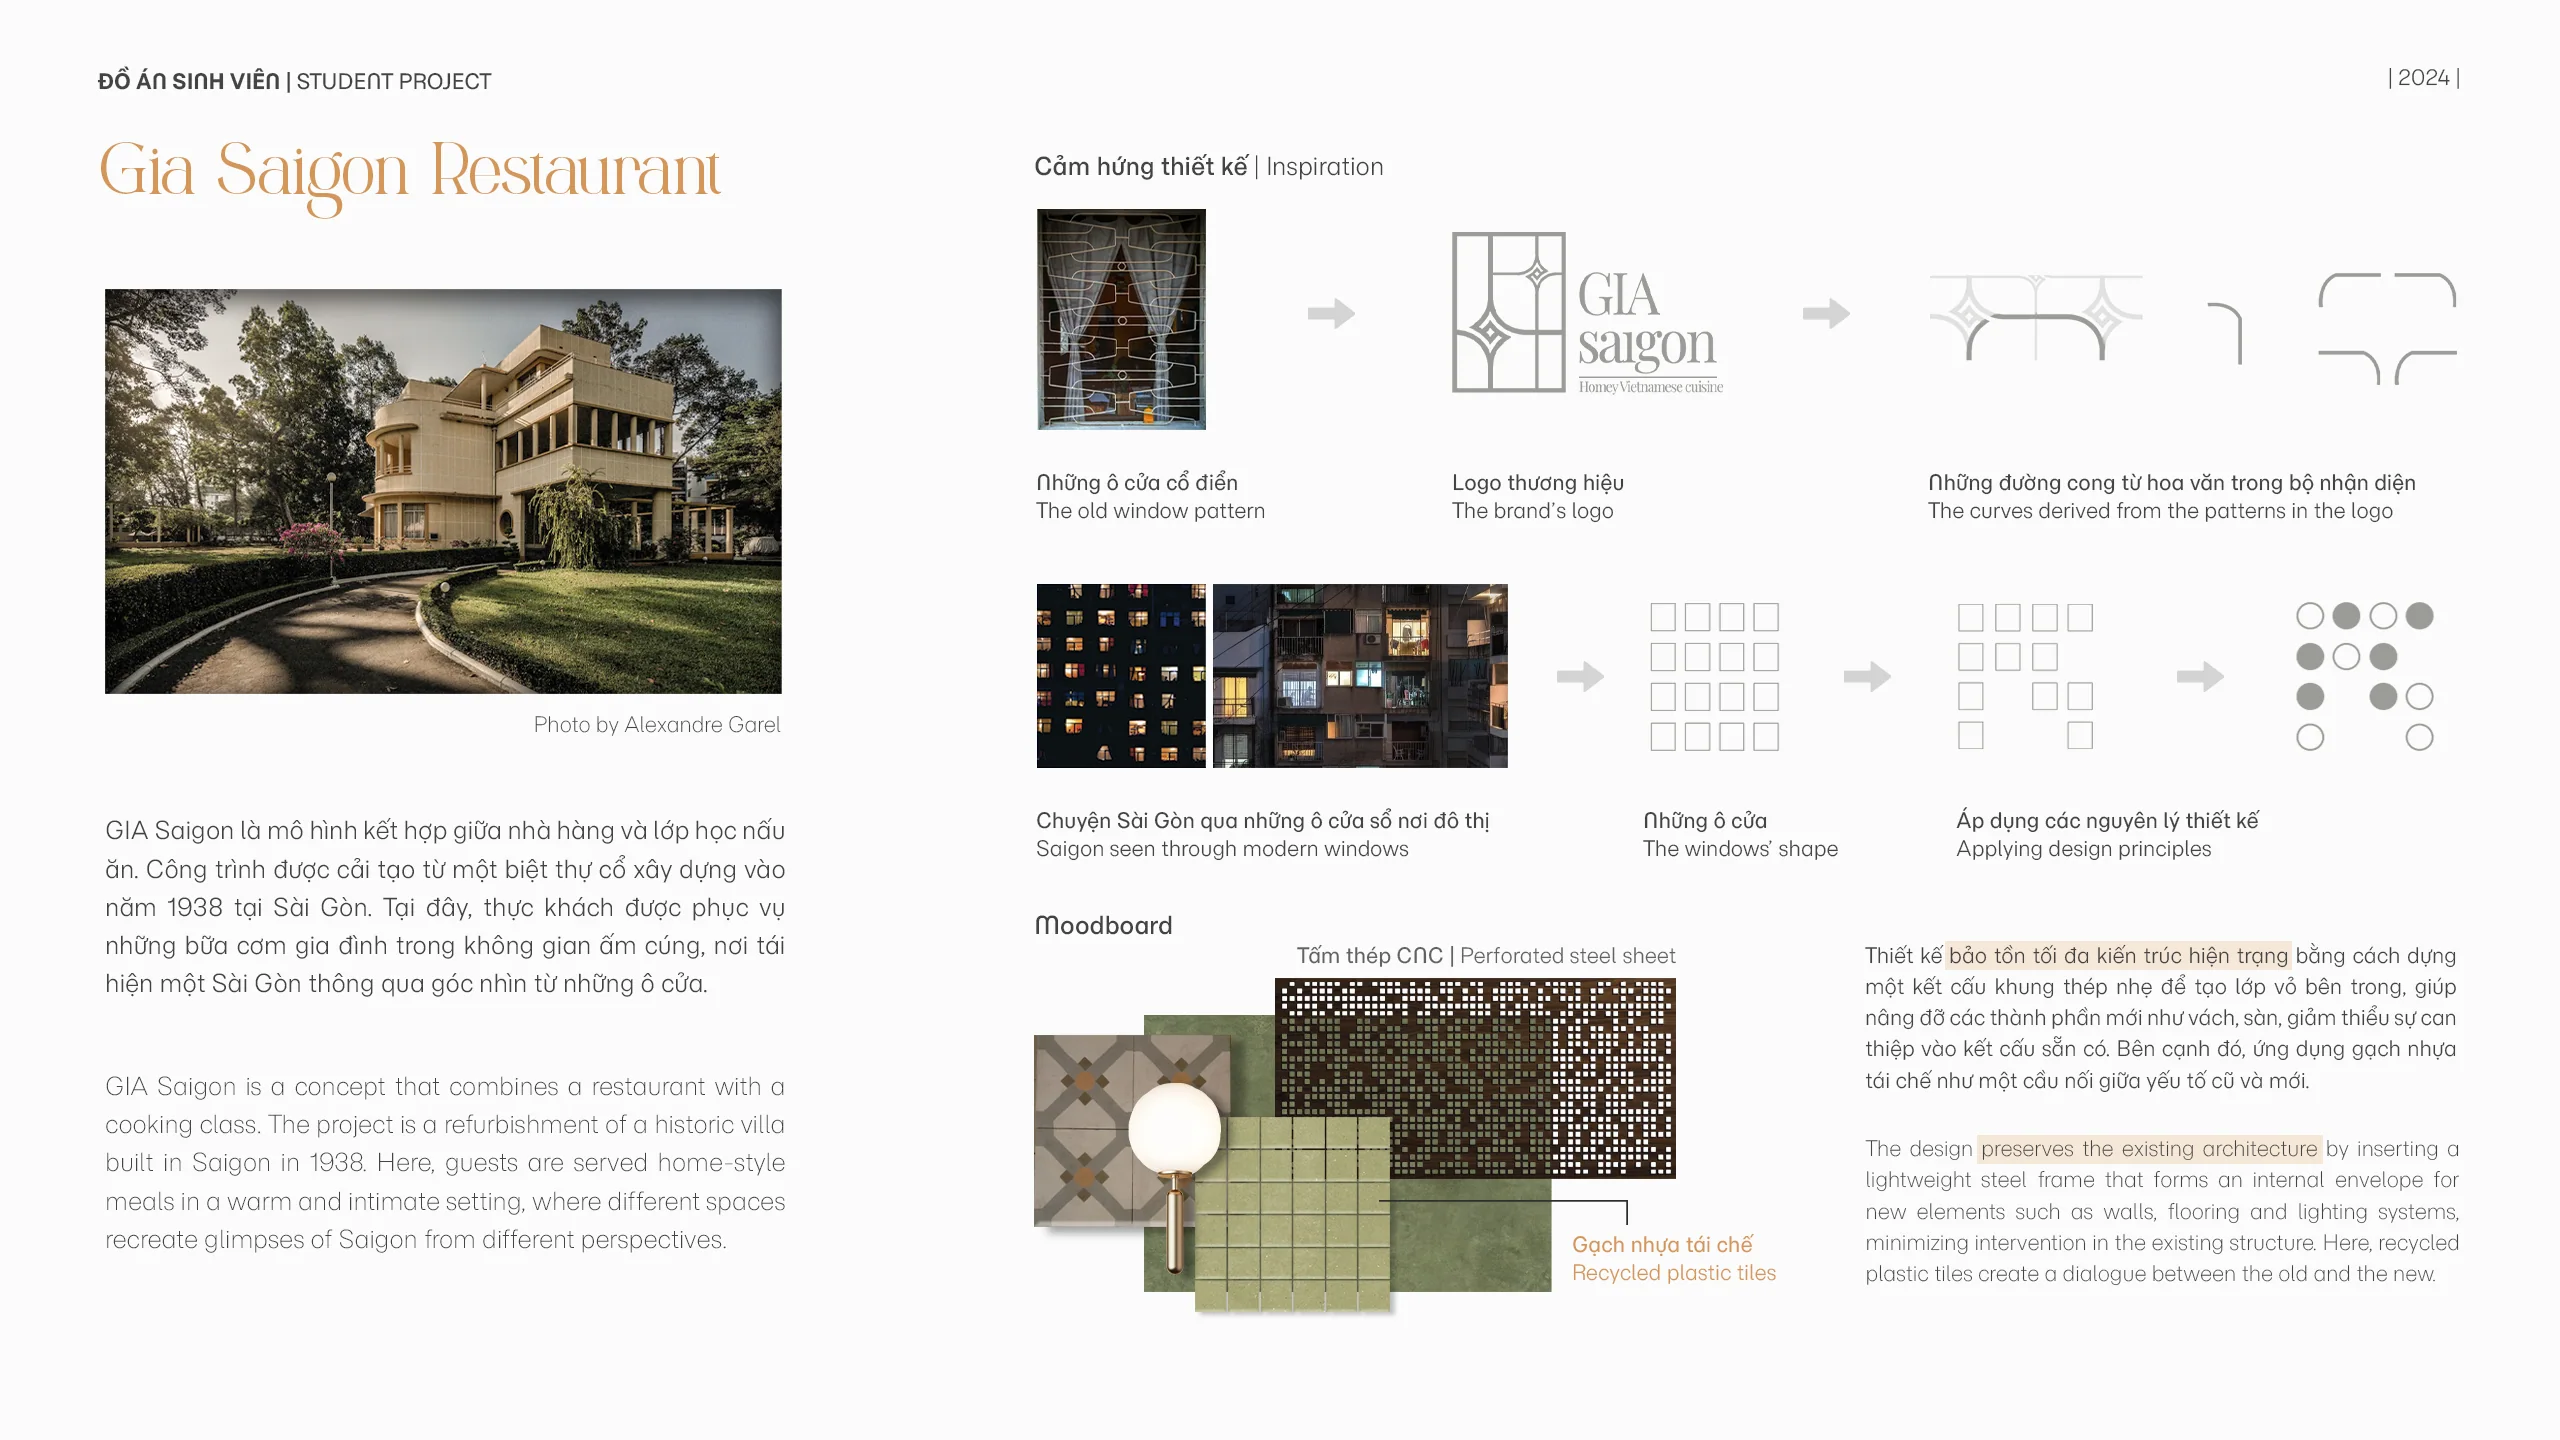 ĐỒ ÁN SINH VIÊN | STUDENT PROJECT
| 2024 |
Gia Saigon Restaurant
Photo by Alexandre Garel
GIA Saigon là mô hình kết hợp giữa nhà hàng và lớp học nấu
ăn. Công trình được cải tạo từ một biệt thự cổ xây dựng vào
năm 1938 tại Sài Gòn. Tại đây, thực khách được phục vụ
những bữa cơm gia đình trong không gian ấm cúng, nơi tái
hiện một Sài Gòn thông qua góc nhìn từ những ô cửa.
GIA Saigon is a concept that combines a restaurant with a
cooking class. The project is a refurbishment of a historic villa
built in Saigon in 1938. Here, guests are served home-style
meals in a warm and intimate setting, where different spaces
recreate glimpses of Saigon from different perspectives.
Cảm hứng thiết kế | Inspiration
GIA
saigon
Homey Vietnamese cuisine
Những ô cửa cổ điển
The old window pattern
Logo thương hiệu
The brand's logo
Những đường cong từ hoa văn trong bộ nhận diện
The curves derived from the patterns in the logo
Chuyện Sài Gòn qua những ô cửa sổ nơi đô thị
Saigon seen through modern windows
Những ô cửa
The windows' shape
Áp dụng các nguyên lý thiết kế
Applying design principles
Moodboard
Tấm thép CNC | Perforated steel sheet
Gạch nhựa tái chế
Recycled plastic tiles
Thiết kế bảo tồn tối đa kiến trúc hiện trạng bằng cách dựng
một kết cấu khung thép nhẹ để tạo lớp vỏ bên trong, giúp
nâng đỡ các thành phần mới như vách, sàn, giảm thiểu sự can
thiệp vào kết cấu sẵn có. Bên cạnh đó, ứng dụng gạch nhựa
tái chế như một cầu nối giữa yếu tố cũ và mới.
The design preserves the existing architecture by inserting a
lightweight steel frame that forms an internal envelope for
new elements such as walls, flooring and lighting systems,
minimizing intervention in the existing structure. Here, recycled
plastic tiles create a dialogue between the old and the new.